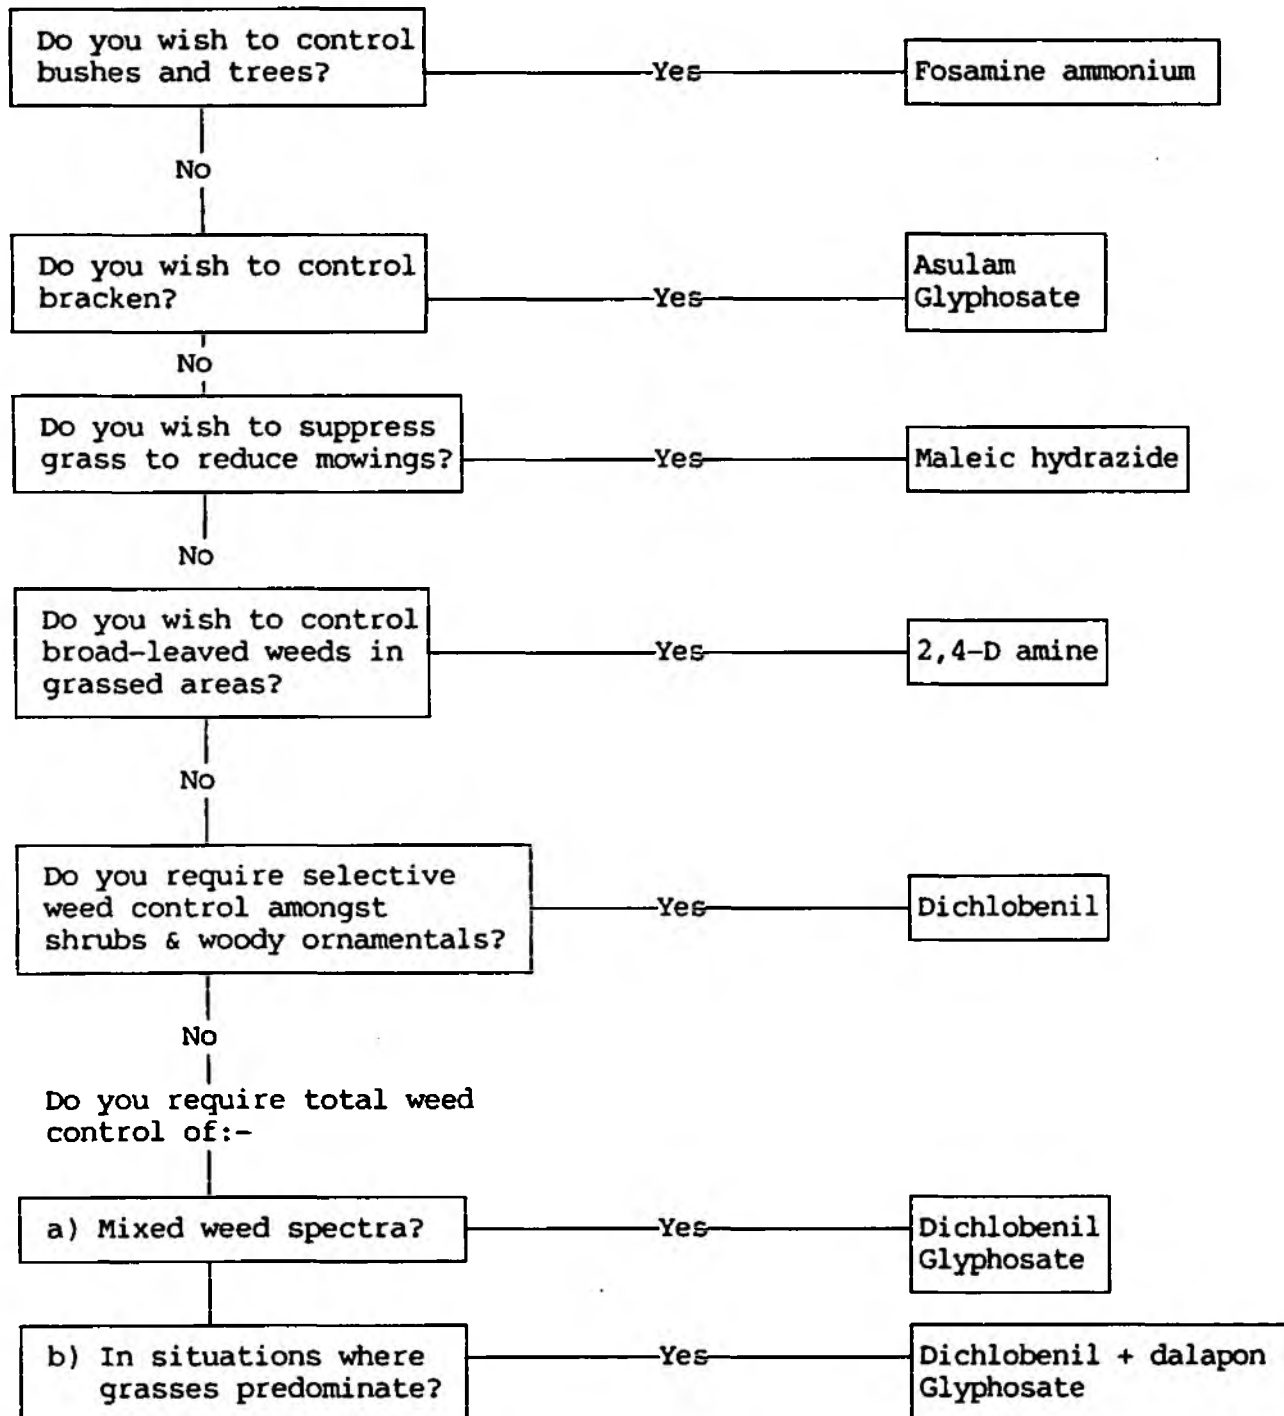 Do you wish to control
bushes and trees?
Yes
Fosamine ammonium
No
Do you wish to control
bracken?
Yes
Asulam
Glyphosate
No
Do you wish to suppress
grass to reduce mowings?
Yes
Maleic hydrazide
No
Do you wish to control
broad-leaved weeds in
grassed areas?
Yes
2,4-D amine
No
Do you require selective
weed control amongst
shrubs & woody ornamentals?
Yes
Dichlobenil
No
Do you require total weed
control of:-
a) Mixed weed spectra?
Yes
Dichlobenil
Glyphosate
b) In situations where
grasses predominate?
Yes
Dichlobenil + dalapon
Glyphosate